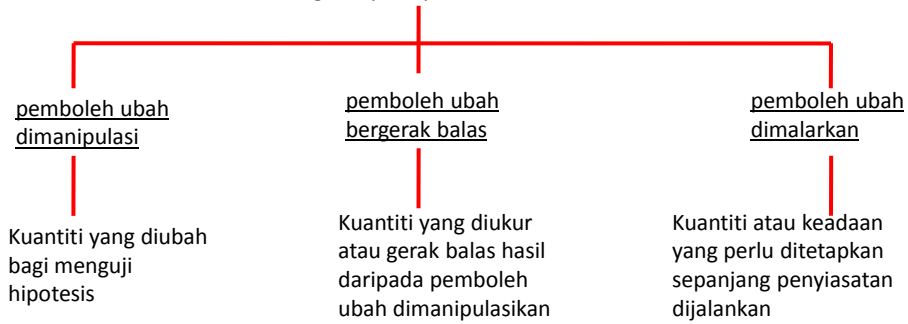 pemboleh ubah
dimanipulasi
Kuantiti yang diubah
bagi menguji
hipotesis
pemboleh ubah
bergerak balas
Kuantiti yang diukur
atau gerak balas hasil
daripada pemboleh
ubah dimanipulasikan
pemboleh ubah
dimalarkan
Kuantiti atau keadaan
yang perlu ditetapkan
sepanjang penyiasatan
dijalankan